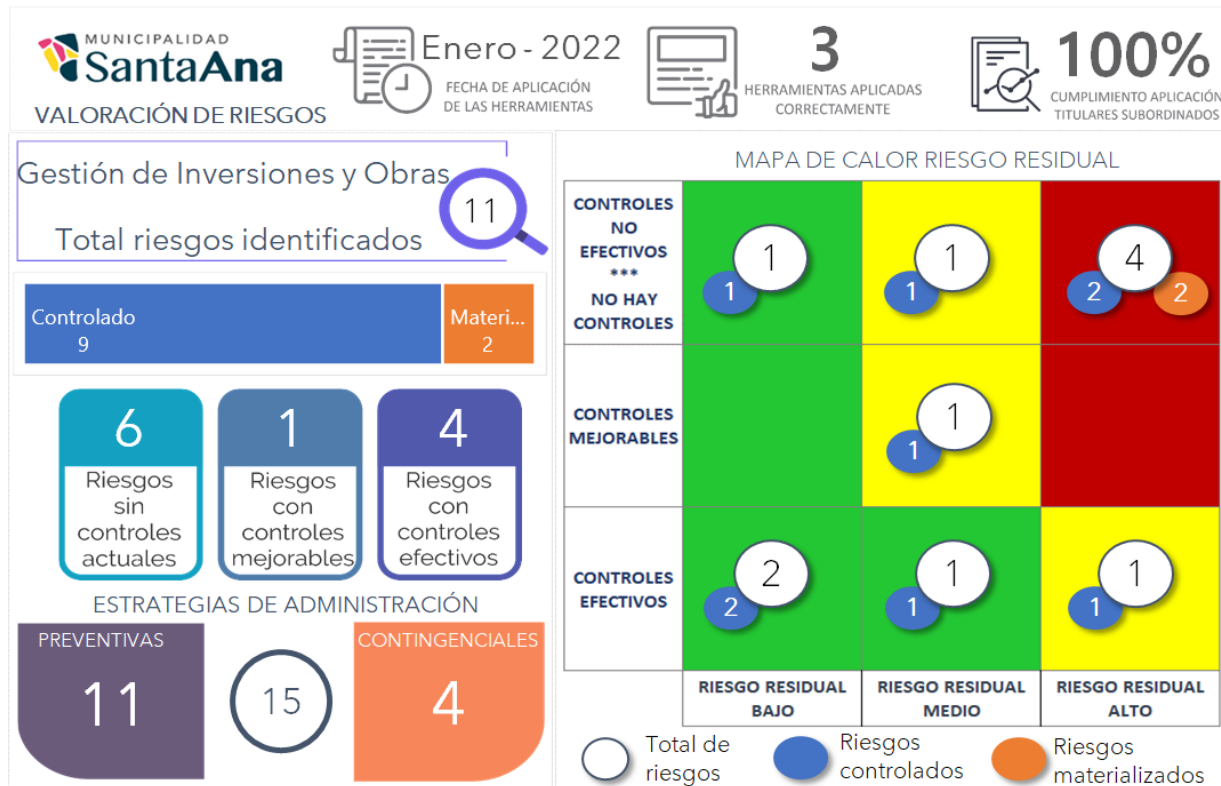 MUNICIPALIDAD
SantaAna
VALORACIÓN DE RIESGOS
Enero - 2022
FECHA DE APLICACIÓN
DE LAS HERRAMIENTAS
3
HERRAMIENTAS APLICADAS
CORRECTAMENTE
100%
CUMPLIMIENTO APLICACIÓN
TITULARES SUBORDINADOS
Gestión de Inversiones y Obras
Total riesgos identificados
11
Controlado
9
Materi...
2
6
Riesgos
sin
controles
actuales
1
Riesgos
con
controles
mejorables
4
Riesgos
con
controles
efectivos
ESTRATEGIAS DE ADMINISTRACIÓN
PREVENTIVAS
11
15
CONTINGENCIALES
4
MAPA DE CALOR RIESGO RESIDUAL
CONTROLES
NO
EFECTIVOS
***
NO HAY
CONTROLES
1
1
1
1
4
2
2
CONTROLES
MEJORABLES
1
1
CONTROLES
EFECTIVOS
2
2
1
1
1
1
RIESGO RESIDUAL
BAJO
RIESGO RESIDUAL
MEDIO
RIESGO RESIDUAL
ALTO
Total de
riesgos
Riesgos
controlados
Riesgos
materializados